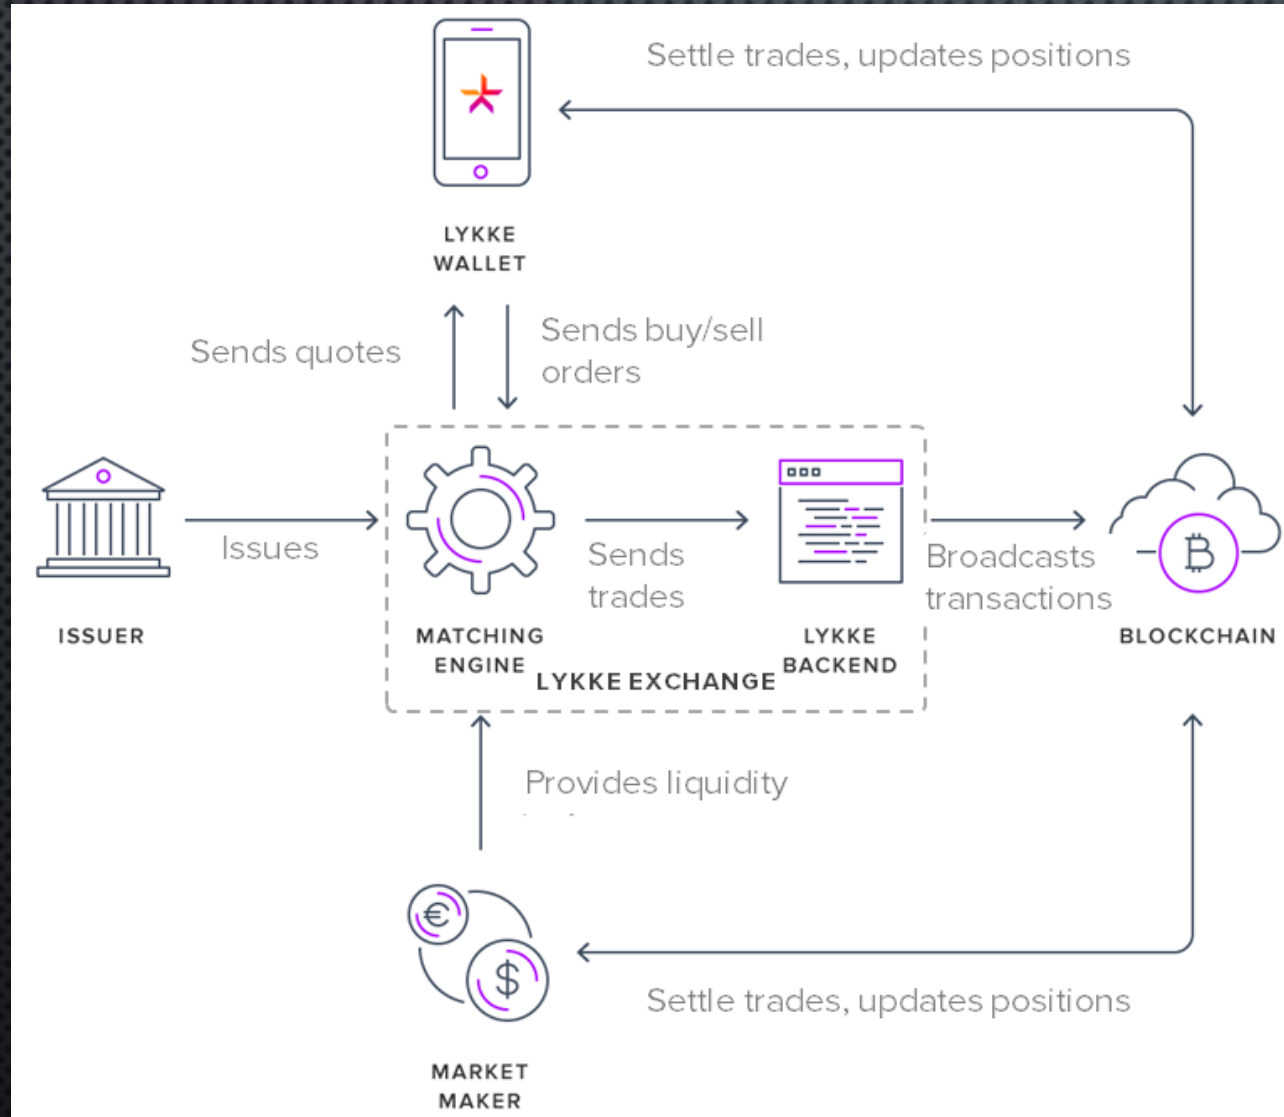 Settle trades, updates positions
LYKKE
WALLET
Sends quotes
Sends buy/sell
orders
Issues
Sends
trades
Broadcasts
transactions
ISSUER
MATCHING
ENGINE
LYKKE
BACKEND
BLOCKCHAIN
LYKKE EXCHANGE
Provides liquidity
€
$
Settle trades, updates positions
MARKET
MAKER